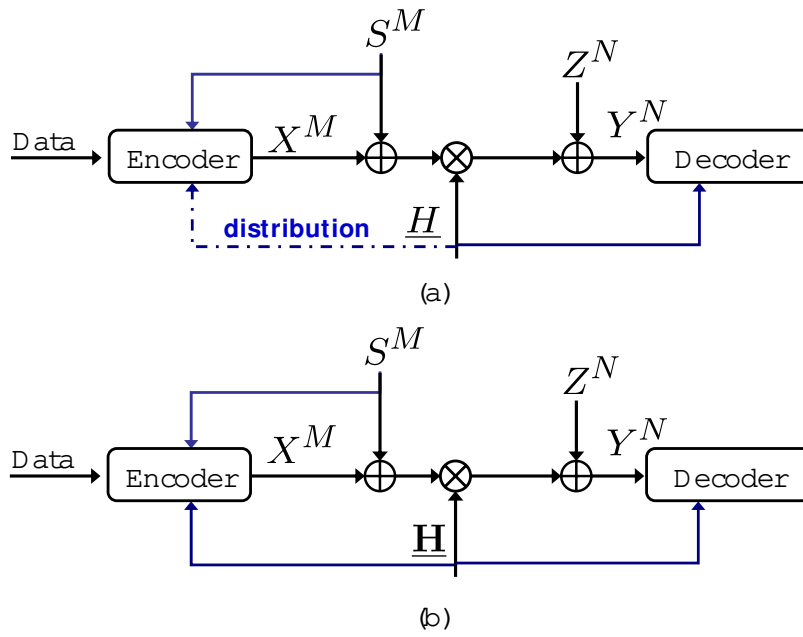 S^M
Z^N
Data
Encoder
X^M
Y^N
Decoder
distribution
H
(a)
S^M
Z^N
Data
Encoder
X^M
Y^N
Decoder
H
(b)